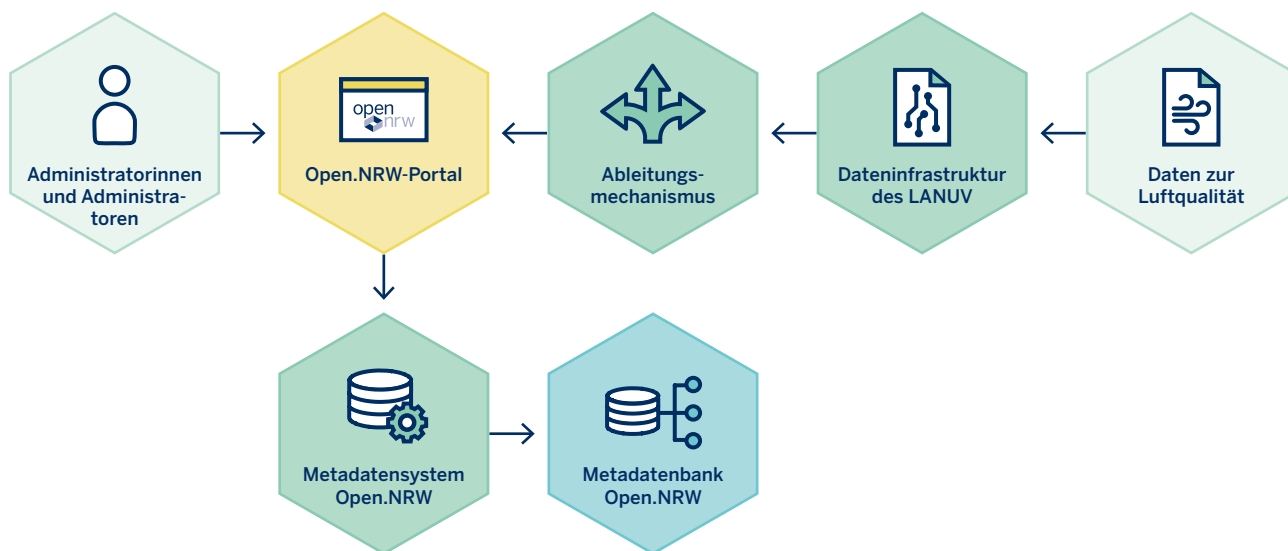 open
nrw
Administratorinnen
und Administra-
toren
Open.NRW-Portal
Ableitungs-
mechanismus
Dateninfrastruktur
des LANUV
Daten zur
Luftqualität
Metadatensystem
Open.NRW
Metadatenbank
Open.NRW